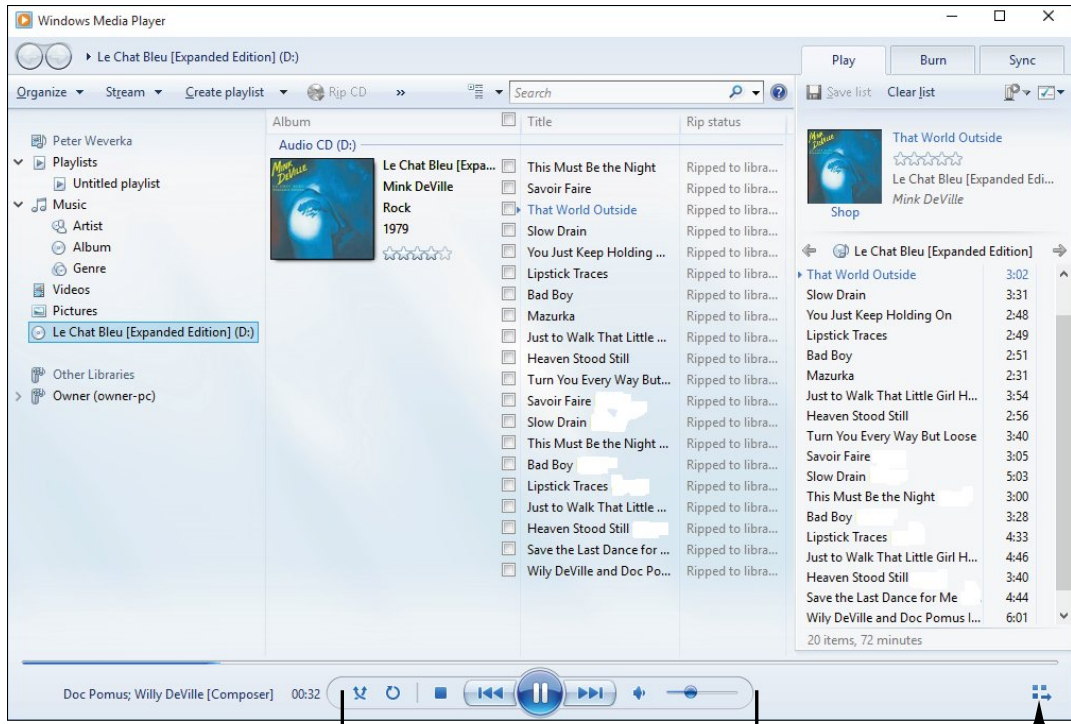 Windows Media Player
Le Chat Bleu [Expanded Edition] (D:)
Play Burn Sync
Organize Stream Create playlist Rip CD » Search Save list Clear list
Album Title Rip status
Peter Weverka
Playlists
Untitled playlist
Music
Artist
Album
Genre
Videos
Pictures
Le Chat Bleu [Expanded Edition] (D:)
Other Libraries
Owner (owner-pc)
Audio CD (D:)
MINK DEVILLE
Le Chat Bleu [Expa...
Mink DeVille
Rock
1979
This Must Be the Night Ripped to libra...
Savoir Faire Ripped to libra...
That World Outside Ripped to libra...
Slow Drain Ripped to libra...
You Just Keep Holding ... Ripped to libra...
Lipstick Traces Ripped to libra...
Bad Boy Ripped to libra...
Mazurka Ripped to libra...
Just to Walk That Little ... Ripped to libra...
Heaven Stood Still Ripped to libra...
Turn You Every Way But... Ripped to libra...
Savoir Faire Ripped to libra...
Slow Drain Ripped to libra...
This Must Be the Night ... Ripped to libra...
Bad Boy Ripped to libra...
Lipstick Traces Ripped to libra...
Just to Walk That Little ... Ripped to libra...
Heaven Stood Still Ripped to libra...
Save the Last Dance for ... Ripped to libra...
Wily DeVille and Doc Po... Ripped to libra...
That World Outside
Le Chat Bleu [Expanded Edi...
Mink DeVille
Shop
Le Chat Bleu [Expanded Edition]
That World Outside 3:02
Slow Drain 3:31
You Just Keep Holding On 2:48
Lipstick Traces 2:49
Bad Boy 2:51
Mazurka 2:31
Just to Walk That Little Girl H... 3:54
Heaven Stood Still 2:56
Turn You Every Way But Loose 3:40
Savoir Faire 3:05
Slow Drain 5:03
This Must Be the Night 3:00
Bad Boy 3:28
Lipstick Traces 4:33
Just to Walk That Little Girl H... 4:46
Heaven Stood Still 3:40
Save the Last Dance for Me 4:44
Wily DeVille and Doc Pomus I... 6:01
20 items, 72 minutes
Doc Pomus; Willy DeVille [Composer] 00:32